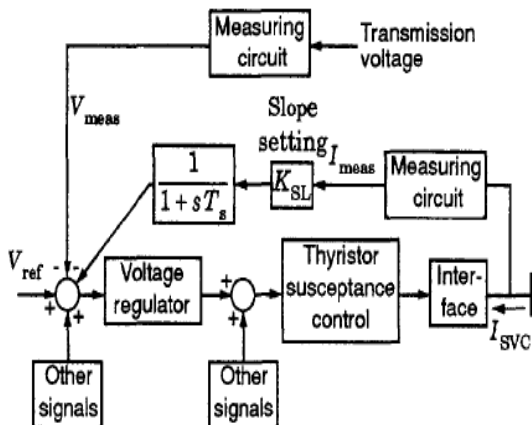 Measuring
circuit
Transmission
voltage
V_meas
Slope
setting
I_meas
Measuring
circuit
K_SL
1
1+sT_s
V_ref
- -
+
+
Voltage
regulator
+
+
Thyristor
susceptance
control
Inter-
face
I_SVC
Other
signals
Other
signals